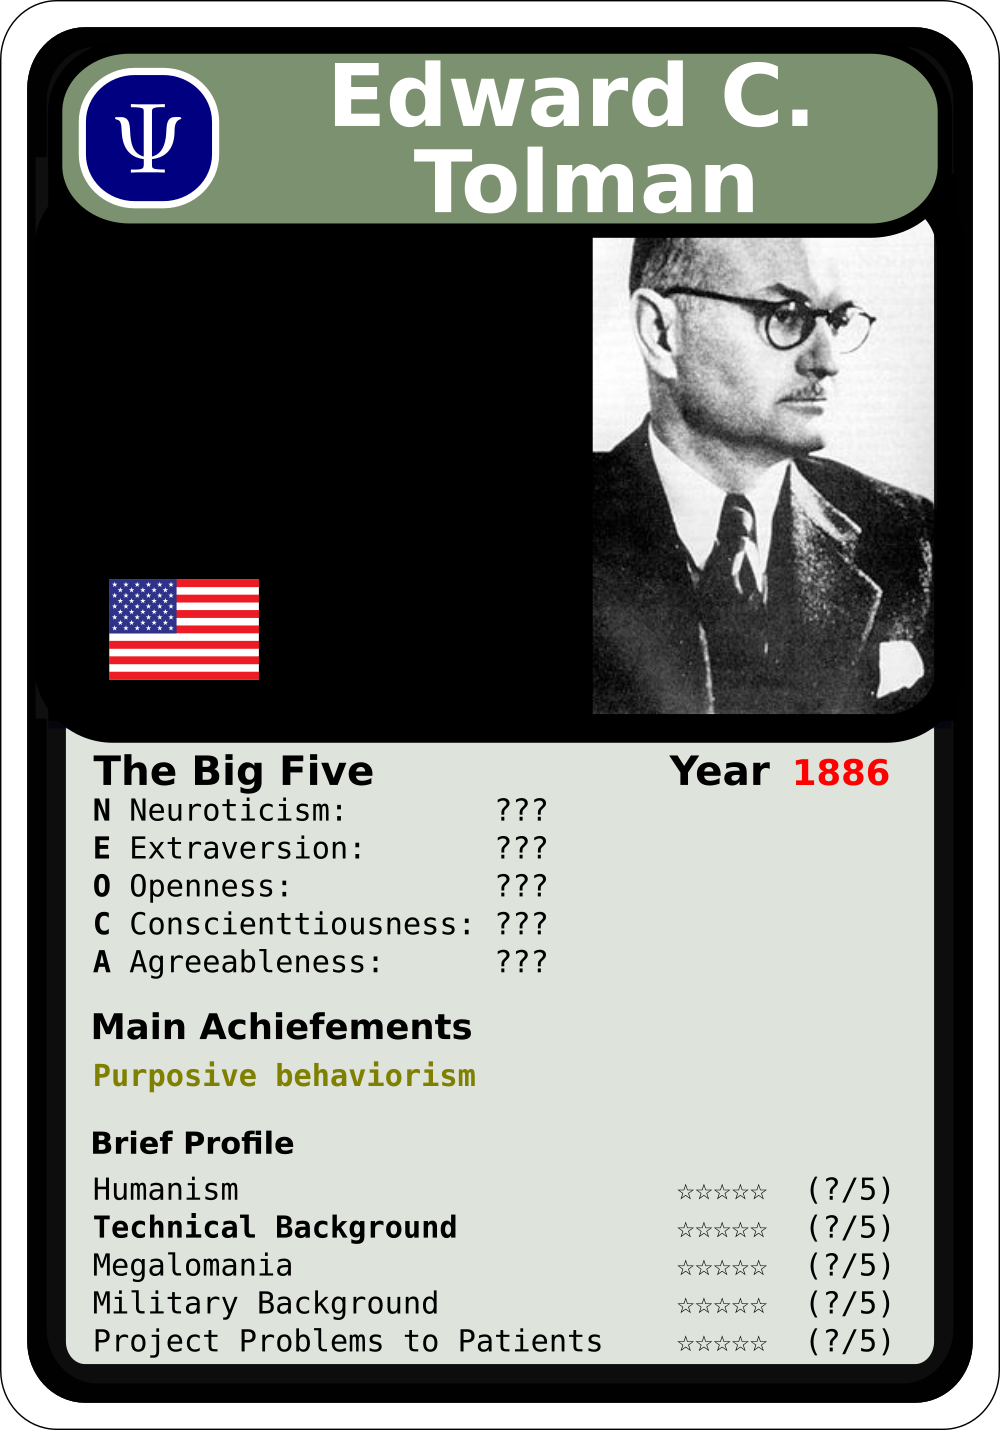 Ψ
Edward C.
Tolman
The Big Five
Year 1886
N Neuroticism: ???
E Extraversion: ???
O Openness: ???
C Conscienttiousness: ???
A Agreeableness: ???
Main Achiefements
Purposive behaviorism
Brief Profile
Humanism ☆☆☆☆☆ (?/5)
Technical Background ☆☆☆☆☆ (?/5)
Megalomania ☆☆☆☆☆ (?/5)
Military Background ☆☆☆☆☆ (?/5)
Project Problems to Patients ☆☆☆☆☆ (?/5)